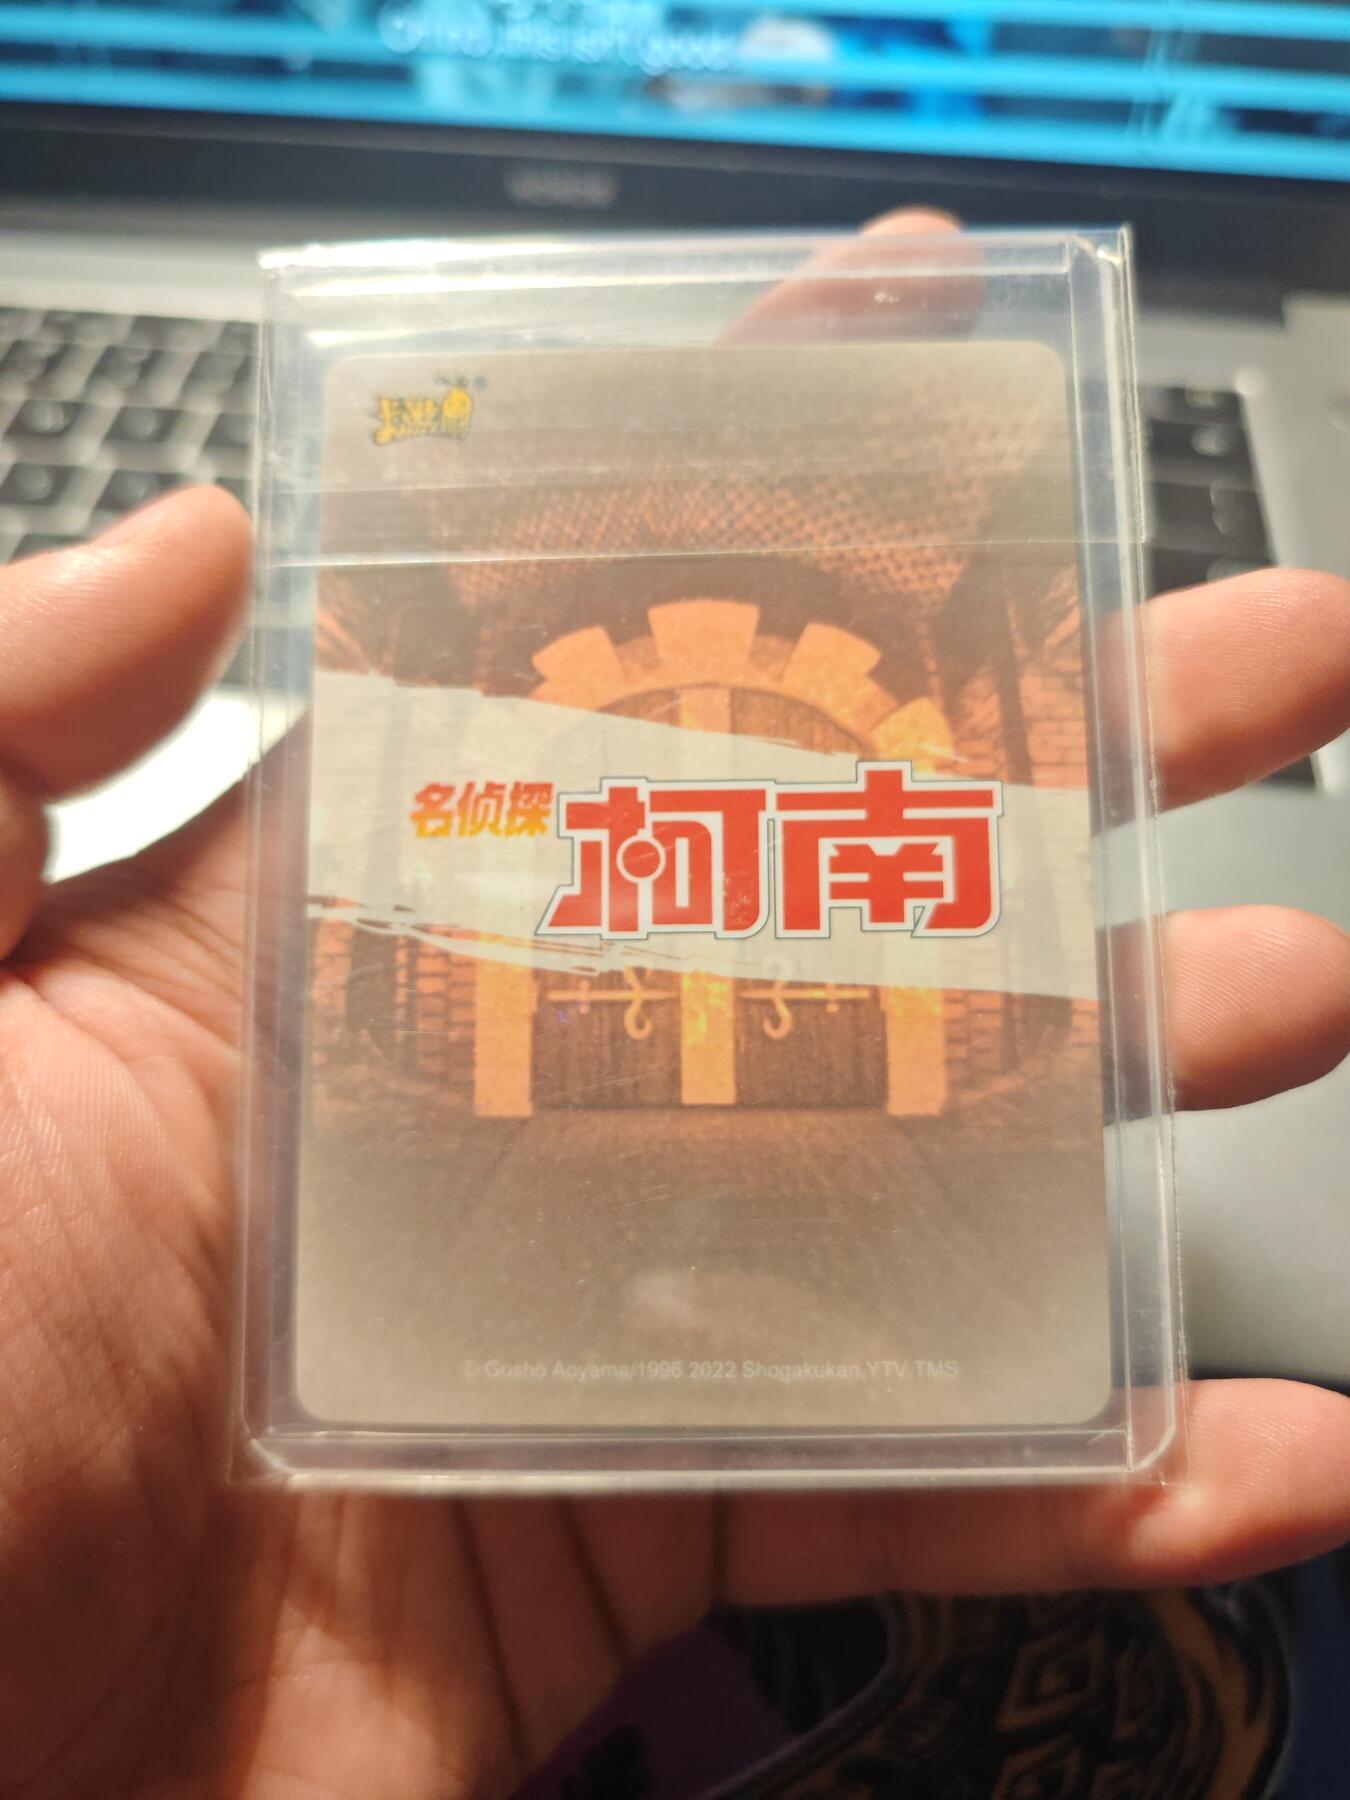 名侦探
柯南
© Gosho Aoyama/1996,2022 Shogakukan,YTV,TMS